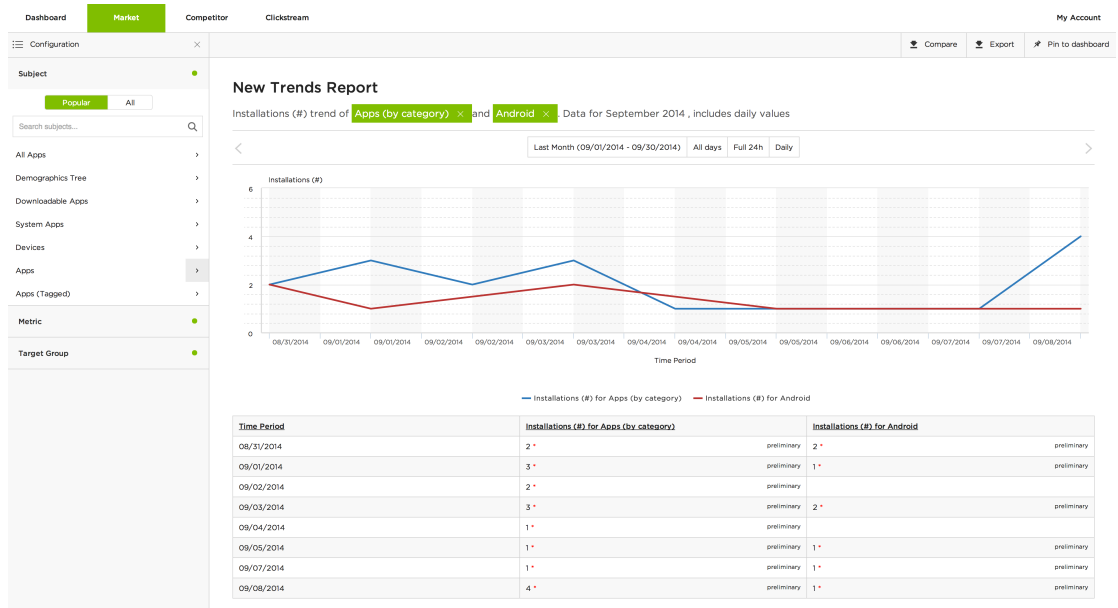 Dashboard Market Competitor Clickstream My Account
Configuration ×
Compare Export Pin to dashboard
Subject
Popular All
Search subjects...
All Apps
Demographics Tree
Downloadable Apps
System Apps
Devices
Apps
Apps (Tagged)
Metric
Target Group
New Trends Report
Installations (#) trend of Apps (by category) × and Android × . Data for September 2014 , includes daily values
Last Month (09/01/2014 - 09/30/2014) All days Full 24h Daily
Installations (#)
6
4
2
0
08/31/2014 09/01/2014 09/01/2014 09/02/2014 09/02/2014 09/03/2014 09/03/2014 09/04/2014 09/04/2014 09/05/2014 09/05/2014 09/06/2014 09/06/2014 09/07/2014 09/07/2014 09/08/2014
Time Period
Installations (#) for Apps (by category) Installations (#) for Android
Time Period Installations (#) for Apps (by category) Installations (#) for Android
08/31/2014 2 * preliminary 2 * preliminary
09/01/2014 3 * preliminary 1 * preliminary
09/02/2014 2 * preliminary
09/03/2014 3 * preliminary 2 * preliminary
09/04/2014 1 * preliminary
09/05/2014 1 * preliminary 1 * preliminary
09/07/2014 1 * preliminary 1 * preliminary
09/08/2014 4 * preliminary 1 * preliminary